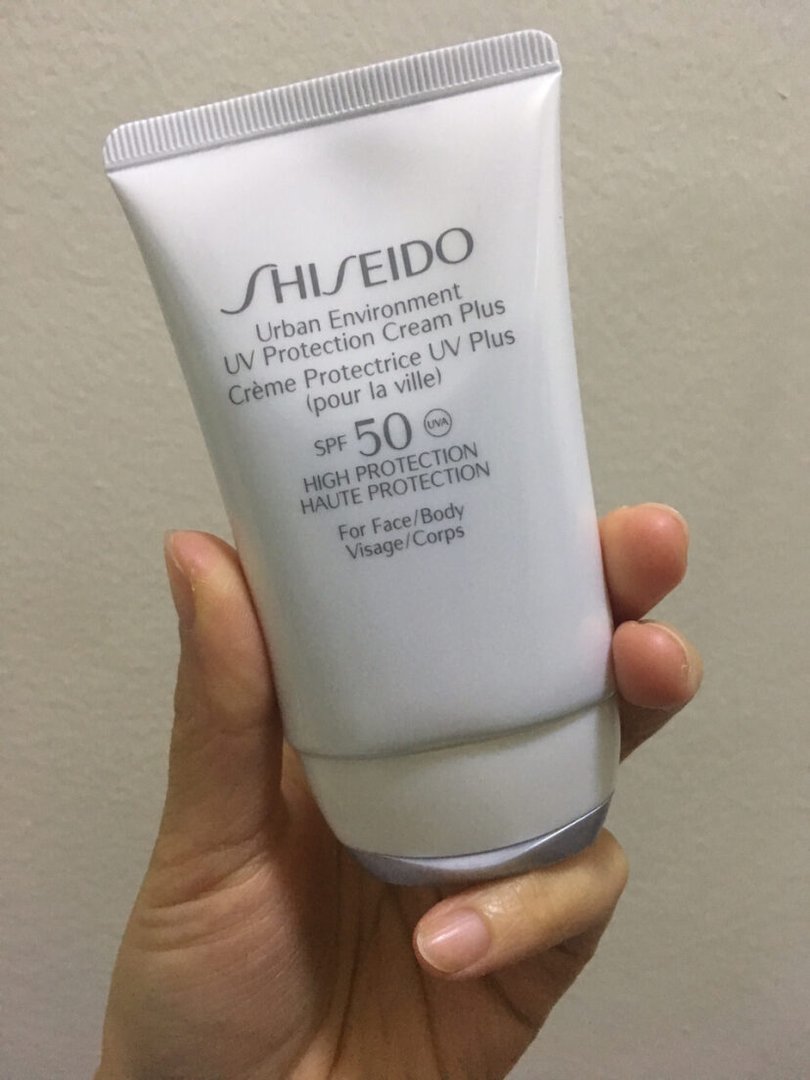 SHISEIDO
Urban Environment
UV Protection Cream Plus
Crème Protectrice UV Plus
(pour la ville)
SPF 50 UVA
HIGH PROTECTION
HAUTE PROTECTION
For Face/Body
Visage/Corps